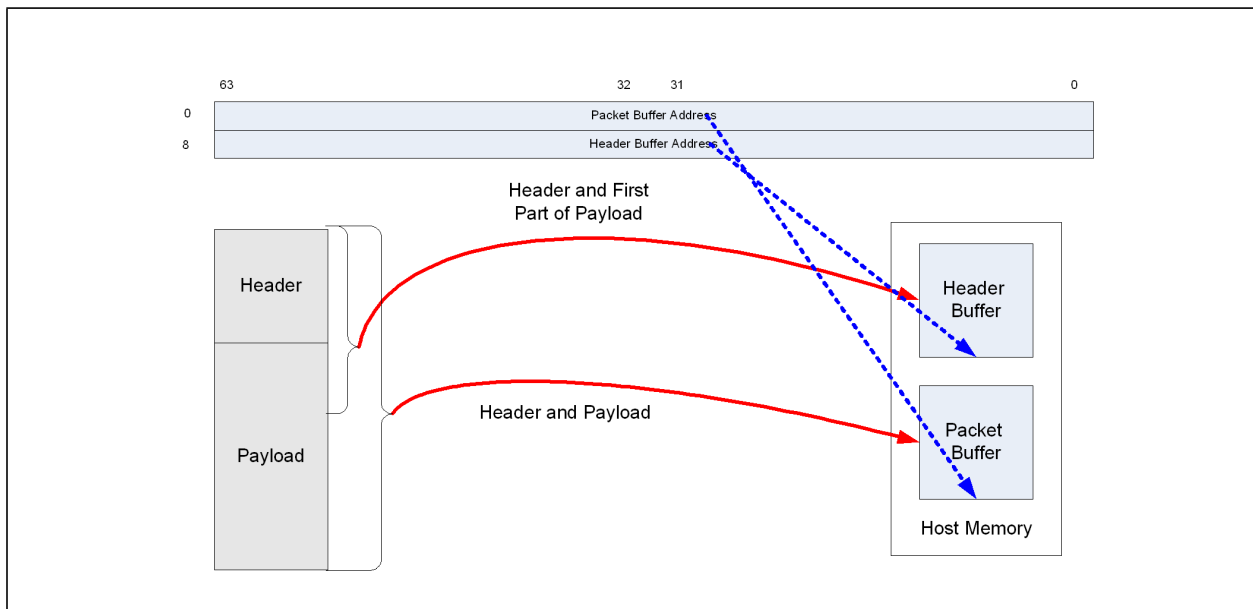 63 32 31 0
0 Packet Buffer Address
8 Header Buffer Address
Header and First
Part of Payload
Header
Header
Buffer
Header and Payload
Payload
Packet
Buffer
Host Memory